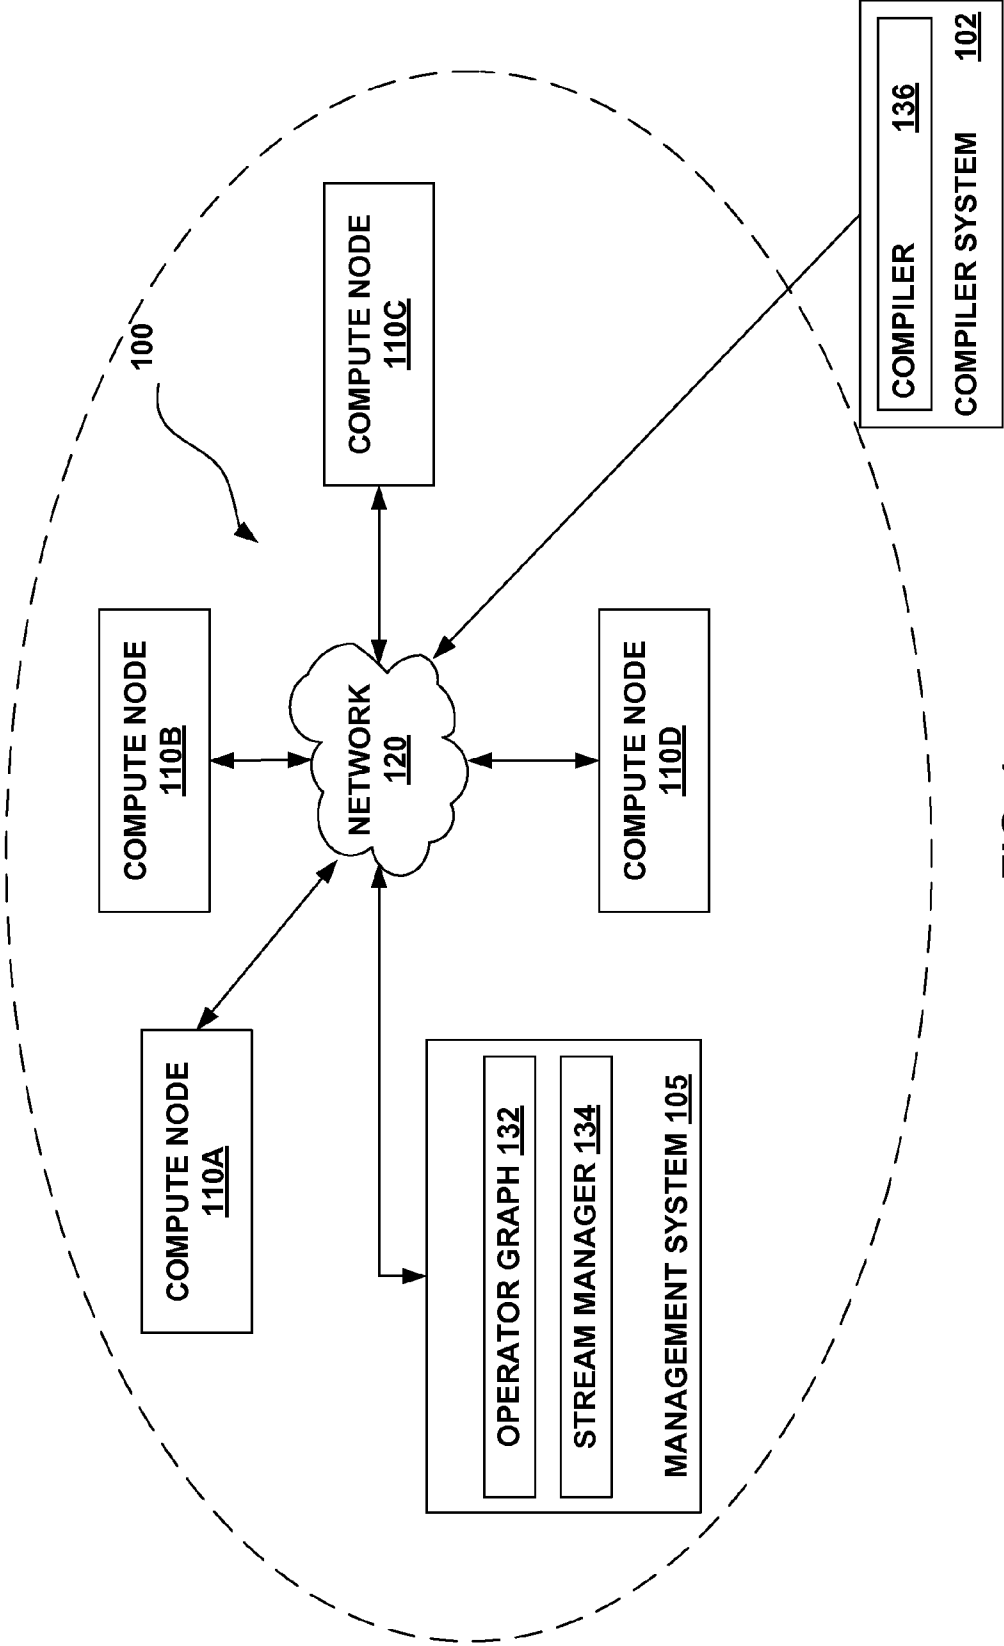 100
COMPUTE NODE
110A
COMPUTE NODE
110B
COMPUTE NODE
110C
NETWORK
120
COMPUTE NODE
110D
OPERATOR GRAPH 132
STREAM MANAGER 134
MANAGEMENT SYSTEM 105
COMPILER 136
COMPILER SYSTEM 102